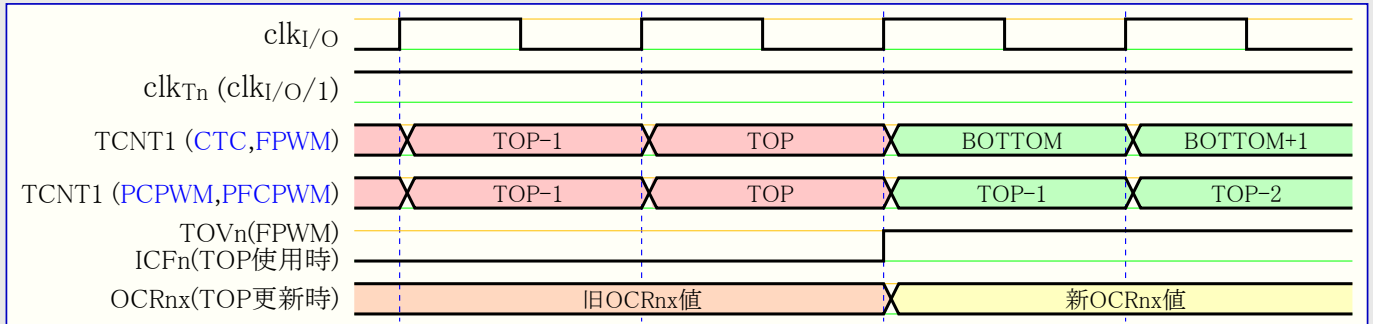 clkI/O
clkTn (clkI/O/1)
TCNT1 (CTC,FPWM) TOP-1 TOP BOTTOM BOTTOM+1
TCNT1 (PCPWM,PFCPWM) TOP-1 TOP TOP-1 TOP-2
TOVn(FPWM)
ICFn(TOP使用時)
OCRnx(TOP更新時) 旧OCRnx値 新OCRnx値